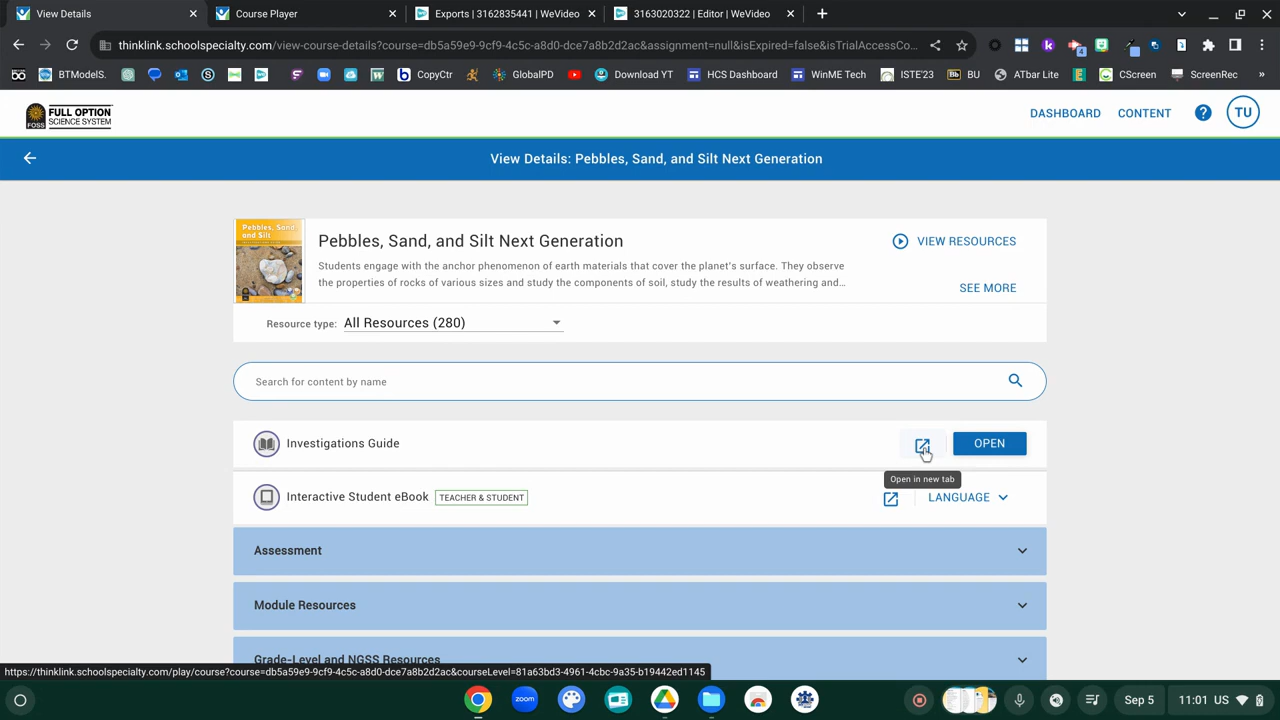 View Details
Course Player
Exports | 3162835441 | WeVideo
3163020322 | Editor | WeVideo
thinklink.schoolspecialty.com/view-course-details?course=db5a59e9-9cf9-4c5c-a8d0-dce7a8b2d2ac&assignment=null&isExpired=false&isTrialAccessCo...
BTModelS.
CopyCtr
GlobalPD
Download YT
HCS Dashboard
WinME Tech
ISTE'23
BU
ATbar Lite
CScreen
ScreenRec
»
FOSS
FULL OPTION
SCIENCE SYSTEM
DASHBOARD
CONTENT
?
TU
View Details: Pebbles, Sand, and Silt Next Generation
Pebbles, Sand,
and Silt
Pebbles, Sand, and Silt Next Generation
VIEW RESOURCES
Students engage with the anchor phenomenon of earth materials that cover the planet's surface. They observe
the properties of rocks of various sizes and study the components of soil, study the results of weathering and...
SEE MORE
Resource type:
All Resources (280)
Search for content by name
Investigations Guide
OPEN
Open in new tab
Interactive Student eBook
TEACHER & STUDENT
LANGUAGE
Assessment
Module Resources
Grade-Level and NGSS Resources
https://thinklink.schoolspecialty.com/play/course?course=db5a59e9-9cf9-4c5c-a8d0-dce7a8b2d2ac&courseLevel=81a63bd3-4961-4cbc-9a35-b19442ed1145
zoom
Sep 5
11:01 US